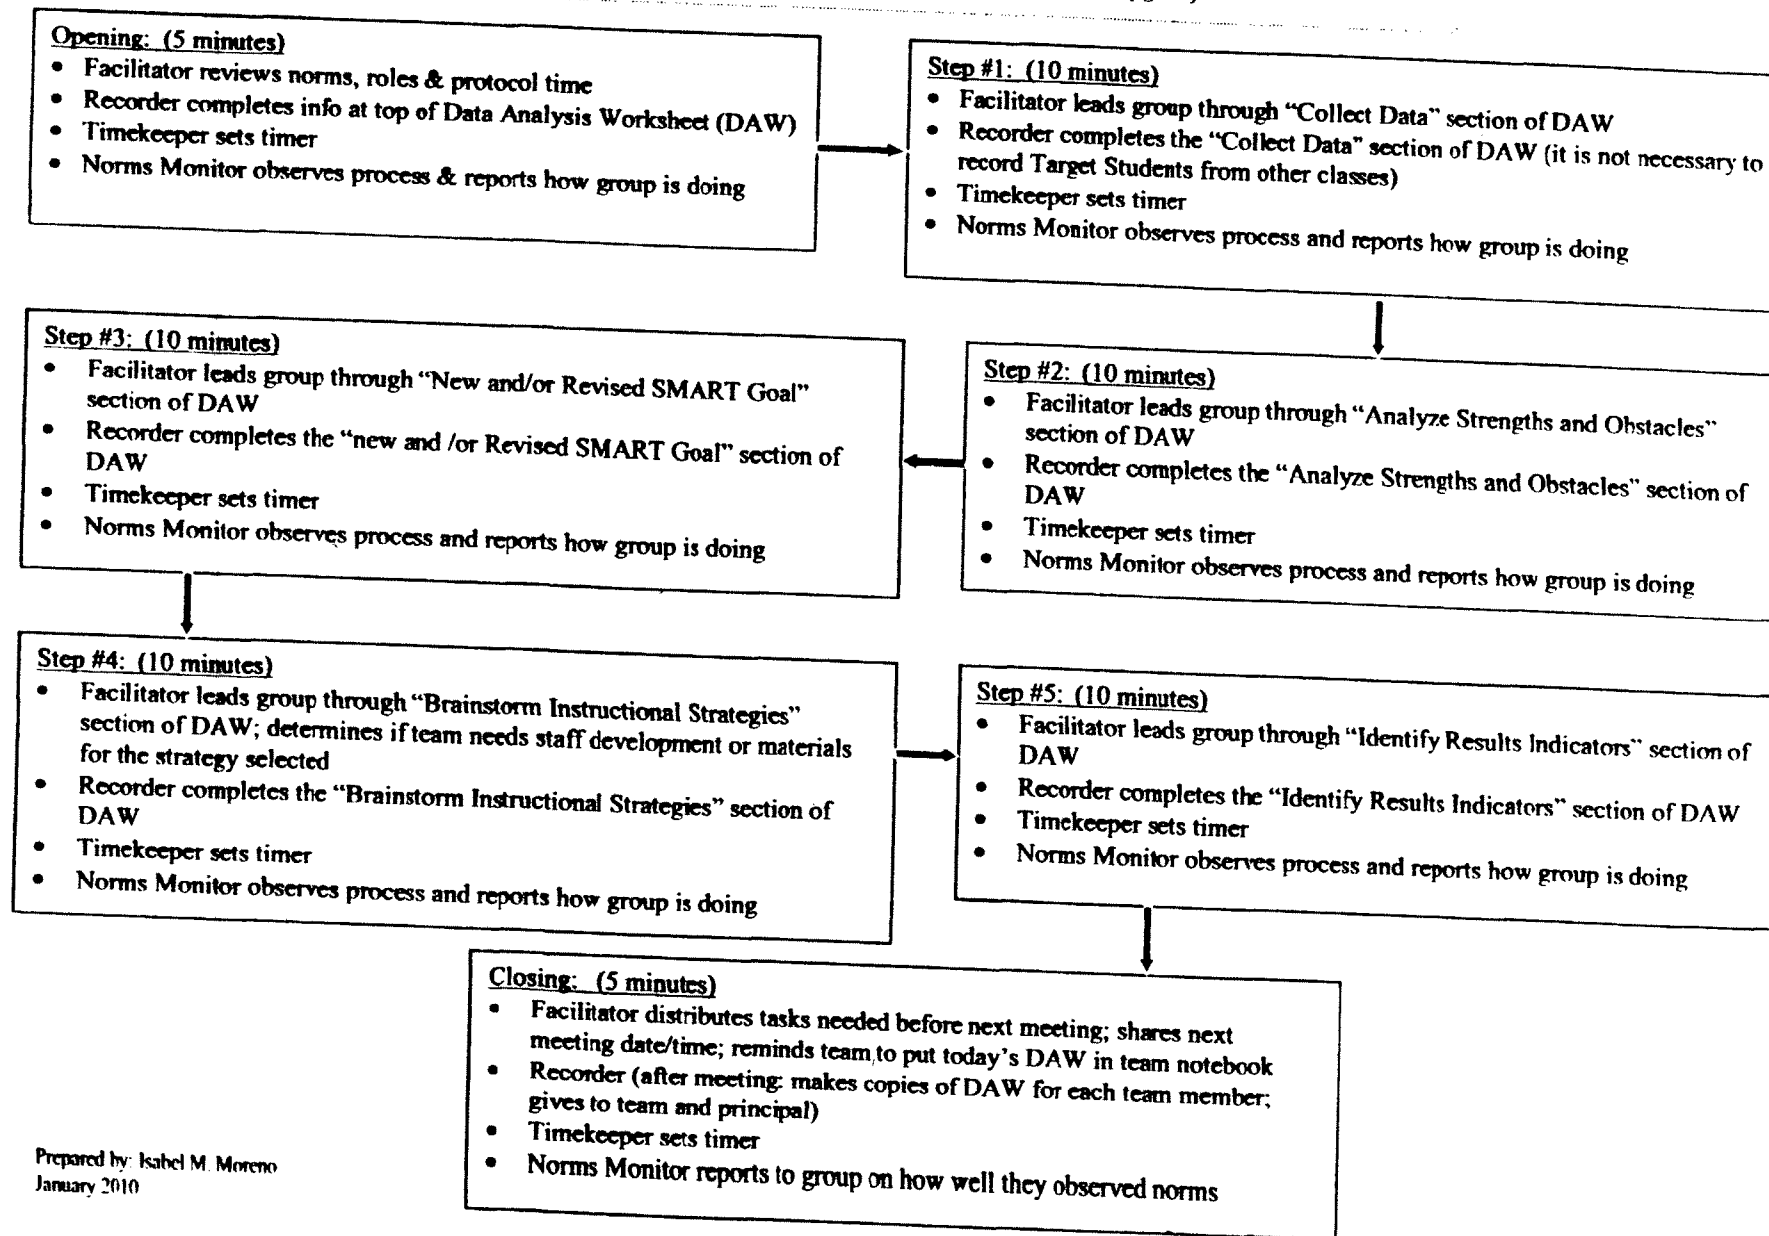 Opening: (5 minutes)
• Facilitator reviews norms, roles & protocol time
• Recorder completes info at top of Data Analysis Worksheet (DAW)
• Timekeeper sets timer
• Norms Monitor observes process & reports how group is doing
Step #1: (10 minutes)
• Facilitator leads group through “Collect Data” section of DAW
• Recorder completes the “Collect Data” section of DAW (it is not necessary to
record Target Students from other classes)
• Timekeeper sets timer
• Norms Monitor observes process and reports how group is doing
Step #2: (10 minutes)
• Facilitator leads group through “Analyze Strengths and Obstacles”
section of DAW
• Recorder completes the “Analyze Strengths and Obstacles” section of
DAW
• Timekeeper sets timer
• Norms Monitor observes process and reports how group is doing
Step #3: (10 minutes)
• Facilitator leads group through “New and/or Revised SMART Goal”
section of DAW
• Recorder completes the “new and /or Revised SMART Goal” section of
DAW
• Timekeeper sets timer
• Norms Monitor observes process and reports how group is doing
Step #4: (10 minutes)
• Facilitator leads group through “Brainstorm Instructional Strategies”
section of DAW; determines if team needs staff development or materials
for the strategy selected
• Recorder completes the “Brainstorm Instructional Strategies” section of
DAW
• Timekeeper sets timer
• Norms Monitor observes process and reports how group is doing
Step #5: (10 minutes)
• Facilitator leads group through “Identify Results Indicators” section of
DAW
• Recorder completes the “Identify Results Indicators” section of DAW
• Timekeeper sets timer
• Norms Monitor observes process and reports how group is doing
Closing: (5 minutes)
• Facilitator distributes tasks needed before next meeting; shares next
meeting date/time; reminds team to put today’s DAW in team notebook
• Recorder (after meeting: makes copies of DAW for each team member;
gives to team and principal)
• Timekeeper sets timer
• Norms Monitor reports to group on how well they observed norms
Prepared by: Isabel M. Moreno
January 2010